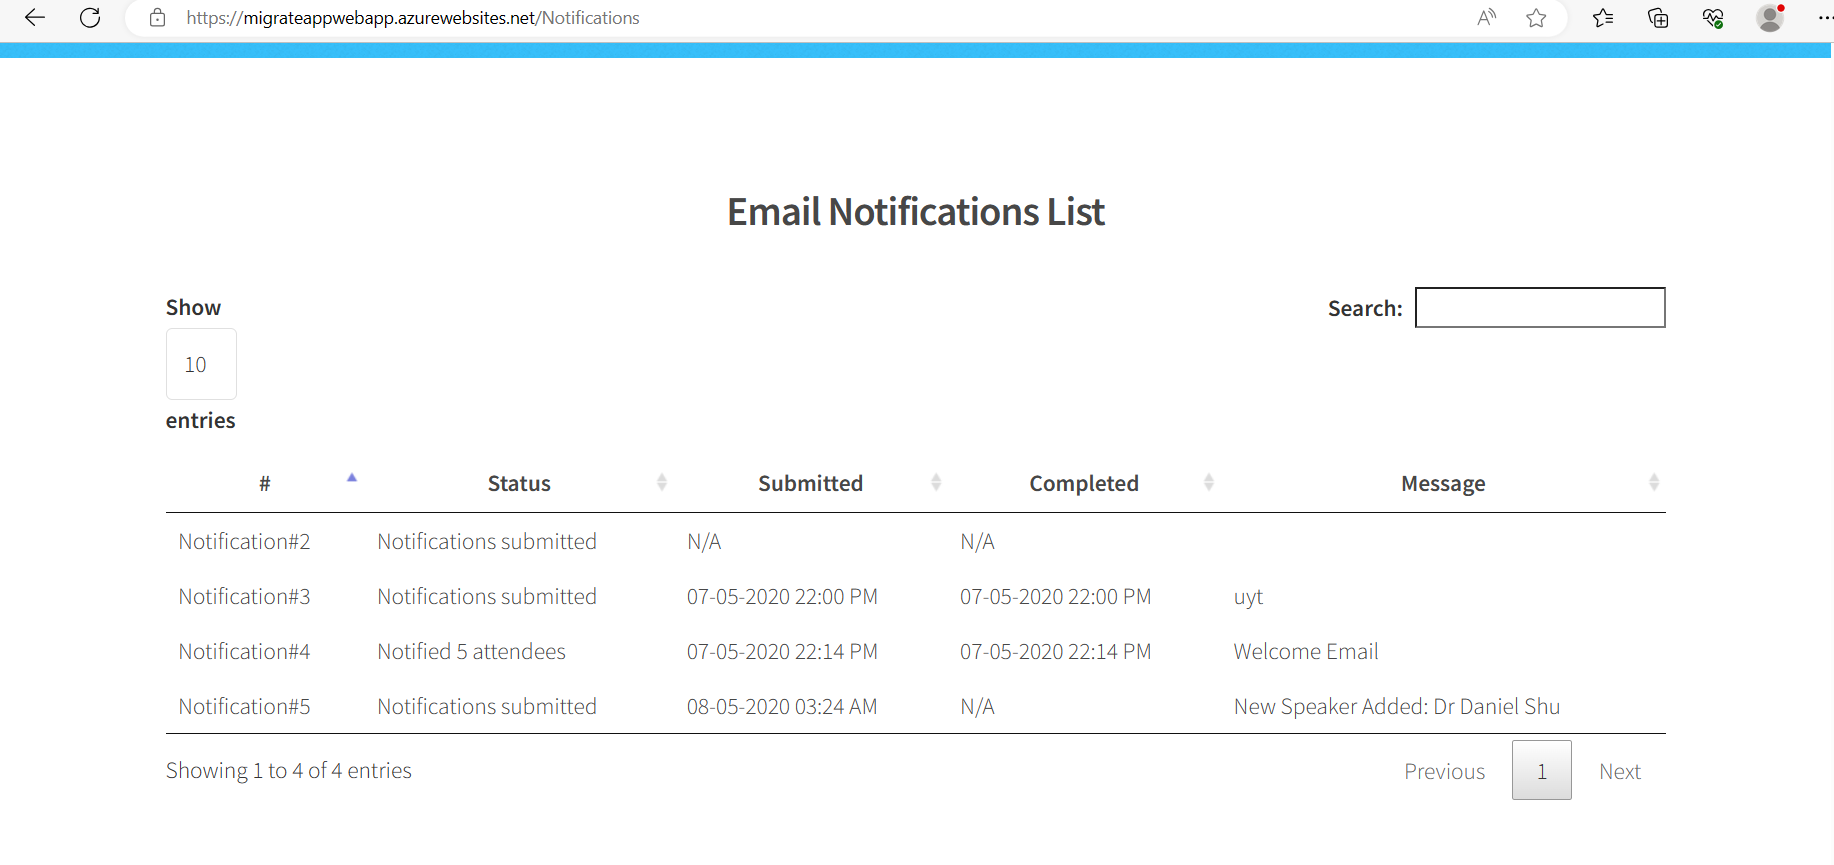 https://migrateappwebapp.azurewebsites.net/Notifications
Email Notifications List
Show
10
entries
Search:
# Status Submitted Completed Message
Notification#2 Notifications submitted N/A N/A
Notification#3 Notifications submitted 07-05-2020 22:00 PM 07-05-2020 22:00 PM uyt
Notification#4 Notified 5 attendees 07-05-2020 22:14 PM 07-05-2020 22:14 PM Welcome Email
Notification#5 Notifications submitted 08-05-2020 03:24 AM N/A New Speaker Added: Dr Daniel Shu
Showing 1 to 4 of 4 entries
Previous 1 Next